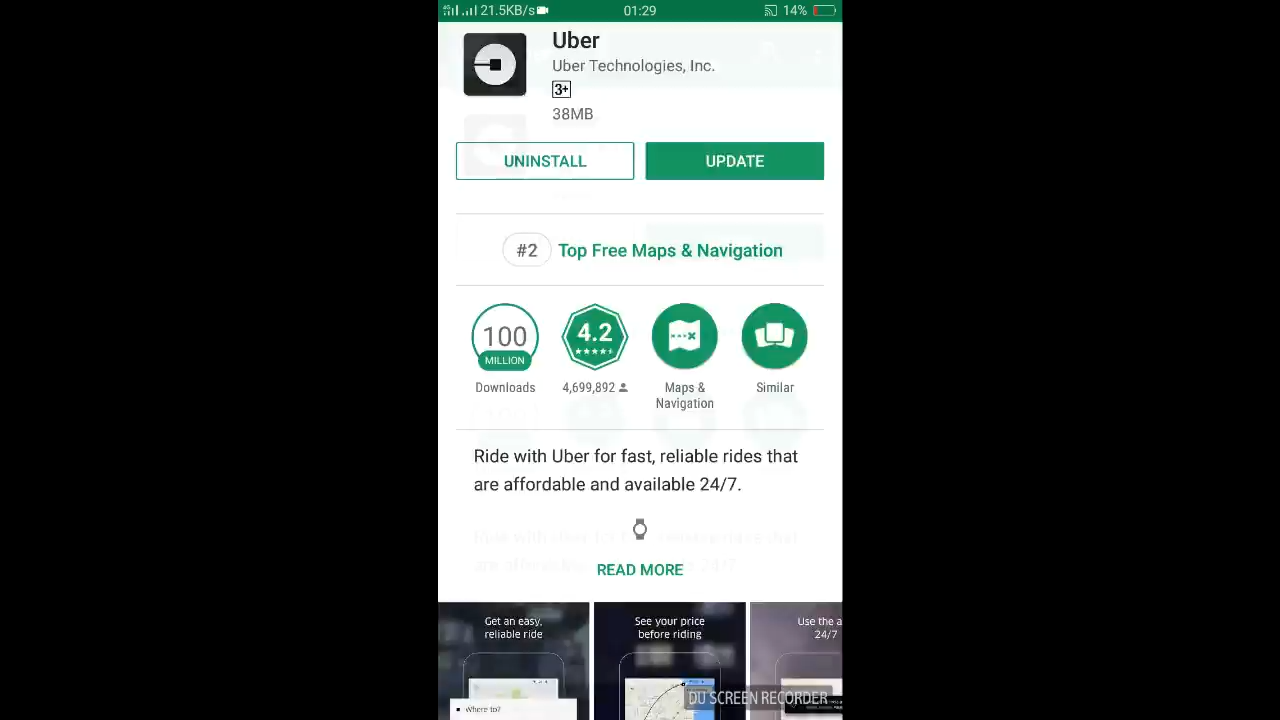 21.5KB/s 01:29 14%
Uber
Uber Technologies, Inc.
3+
38MB
UNINSTALL UPDATE
#2 Top Free Maps & Navigation
100
MILLION
4.2
Downloads 4,699,892 Maps &
Navigation Similar
Ride with Uber for fast, reliable rides that
are affordable and available 24/7.
READ MORE
Get an easy,
reliable ride
See your price
before riding
Use the a
24/7
Where to?
DU SCREEN RECORDER